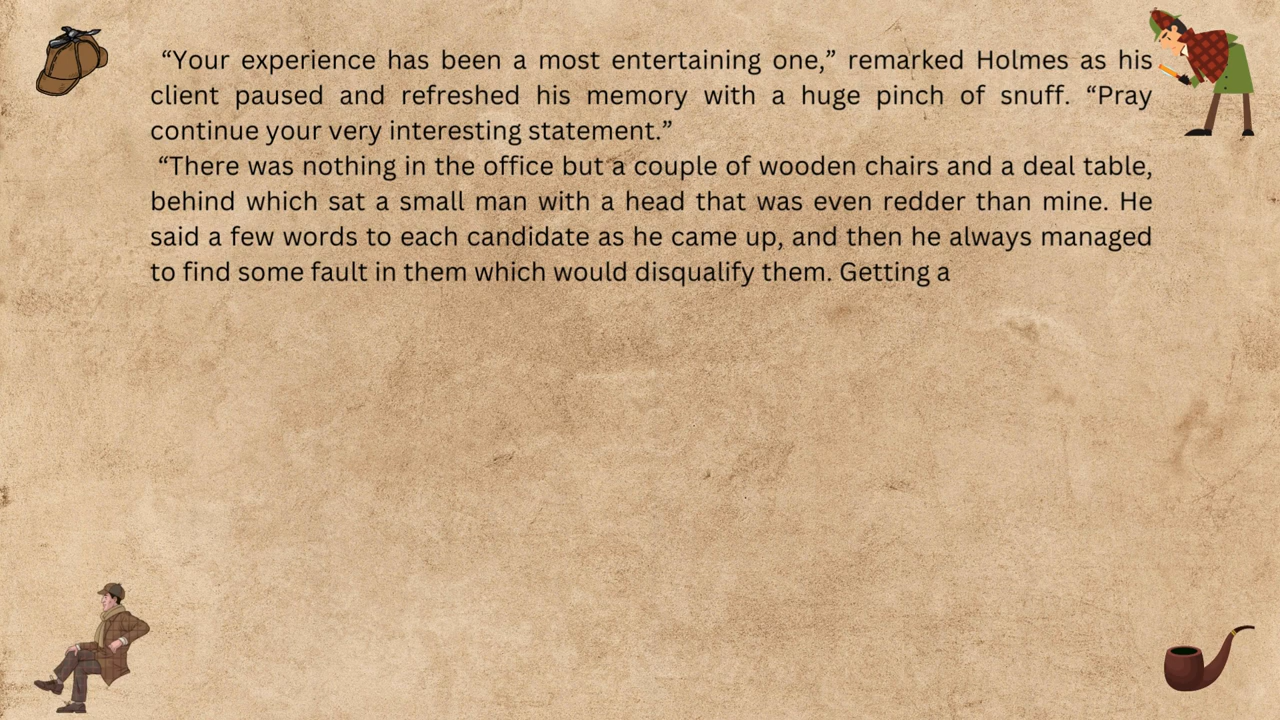 “Your experience has been a most entertaining one,” remarked Holmes as his
client paused and refreshed his memory with a huge pinch of snuff. “Pray
continue your very interesting statement.”
“There was nothing in the office but a couple of wooden chairs and a deal table,
behind which sat a small man with a head that was even redder than mine. He
said a few words to each candidate as he came up, and then he always managed
to find some fault in them which would disqualify them. Getting a